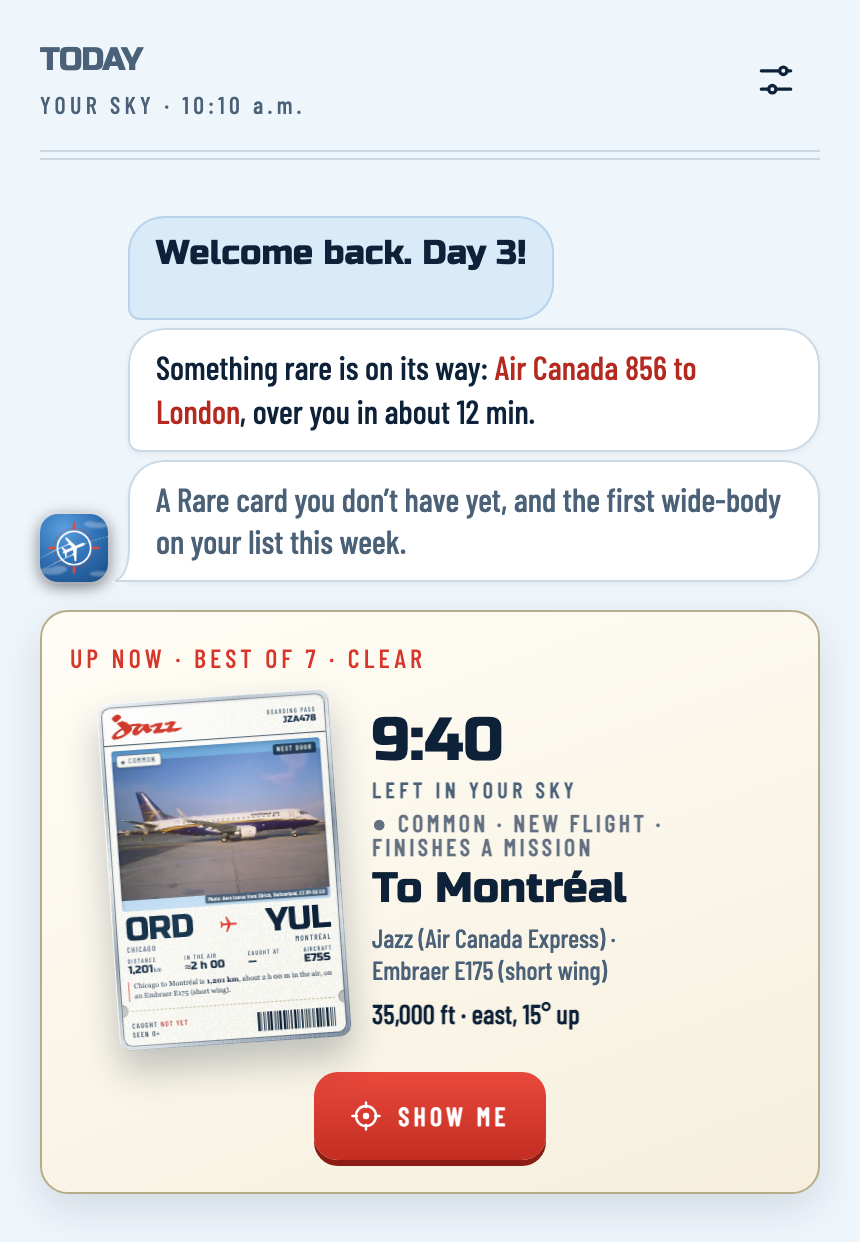 TODAY
YOUR SKY · 10:10 a.m.
Welcome back. Day 3!
Something rare is on its way: Air Canada 856 to
London, over you in about 12 min.
A Rare card you don’t have yet, and the first wide-body
on your list this week.
UP NOW · BEST OF 7 · CLEAR
Jazz
BOARDING PASS
JZA478
COMMON
NEXT DOOR
ORD
YUL
CHICAGO
MONTRÉAL
DISTANCE
IN THE AIR
CAUGHT AT
AIRCRAFT
1,201km
≈2 h 00
—
E75S
Chicago to Montréal is 1,201 km, about 2 h 00 m in the air, on
an Embraer E175 (short wing).
CAUGHT NOT YET
SEEN 0×
9:40
LEFT IN YOUR SKY
● COMMON · NEW FLIGHT ·
FINISHES A MISSION
To Montréal
Jazz (Air Canada Express) ·
Embraer E175 (short wing)
35,000 ft · east, 15° up
SHOW ME